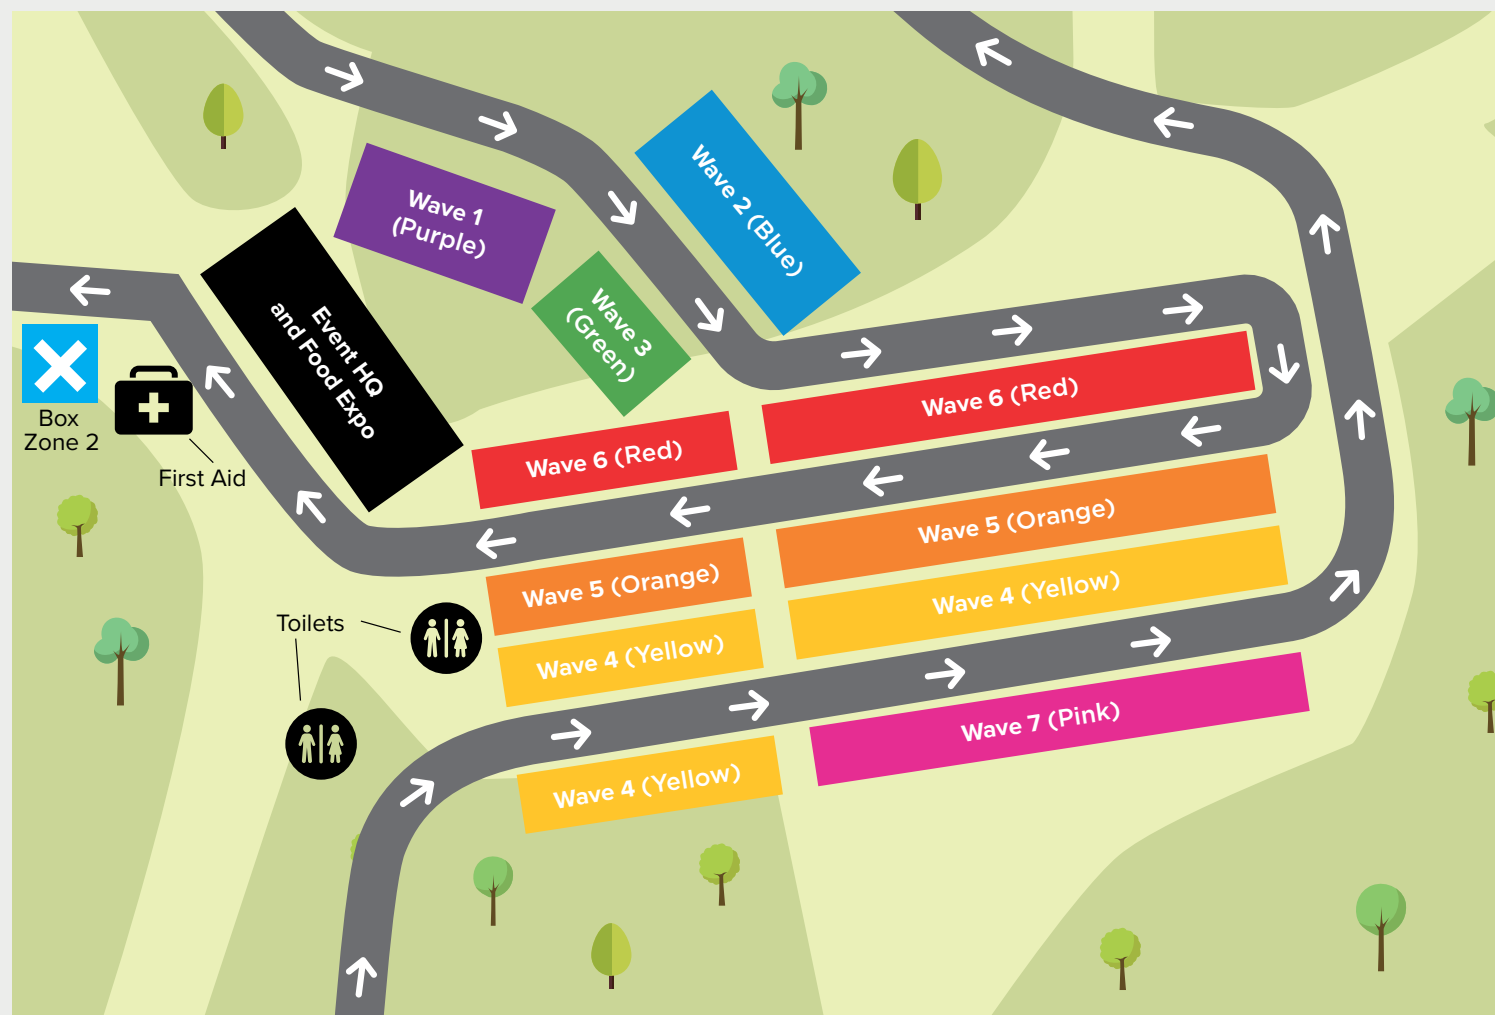 Wave 1
(Purple)
Wave 2 (Blue)
Wave 3
(Green)
Event HQ
and Food Expo
Box
Zone 2
First Aid
Wave 6 (Red)
Wave 6 (Red)
Wave 5 (Orange)
Wave 5 (Orange)
Wave 4 (Yellow)
Wave 4 (Yellow)
Toilets
Wave 7 (Pink)
Wave 4 (Yellow)